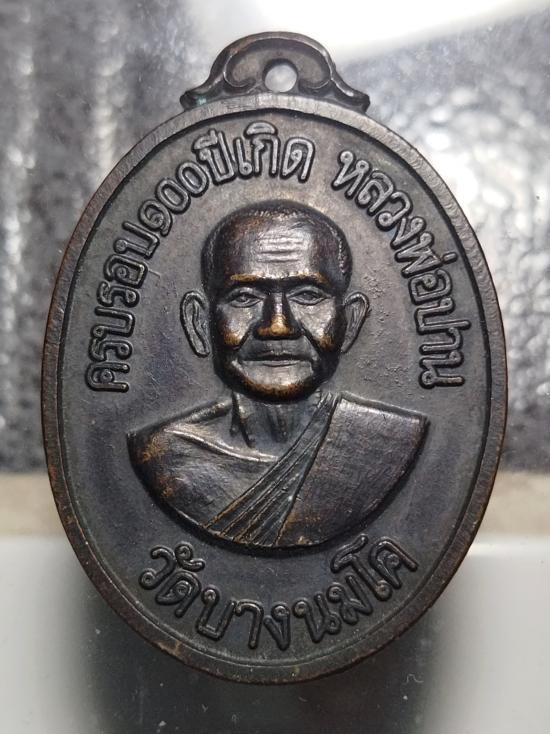 ครบรอบ๑๐๐ปีเกิด หลวงพ่อปาน
วัดบางนมโค